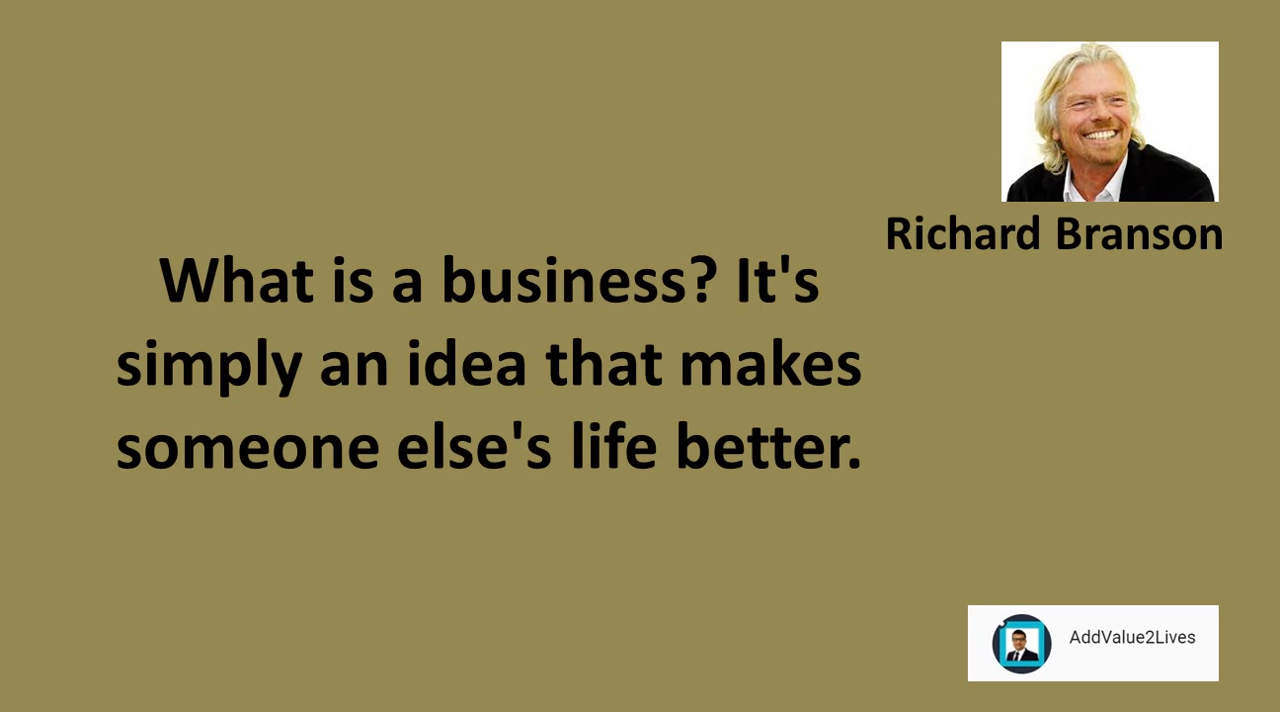 Richard Branson
What is a business? It's
simply an idea that makes
someone else's life better.
AddValue2Lives